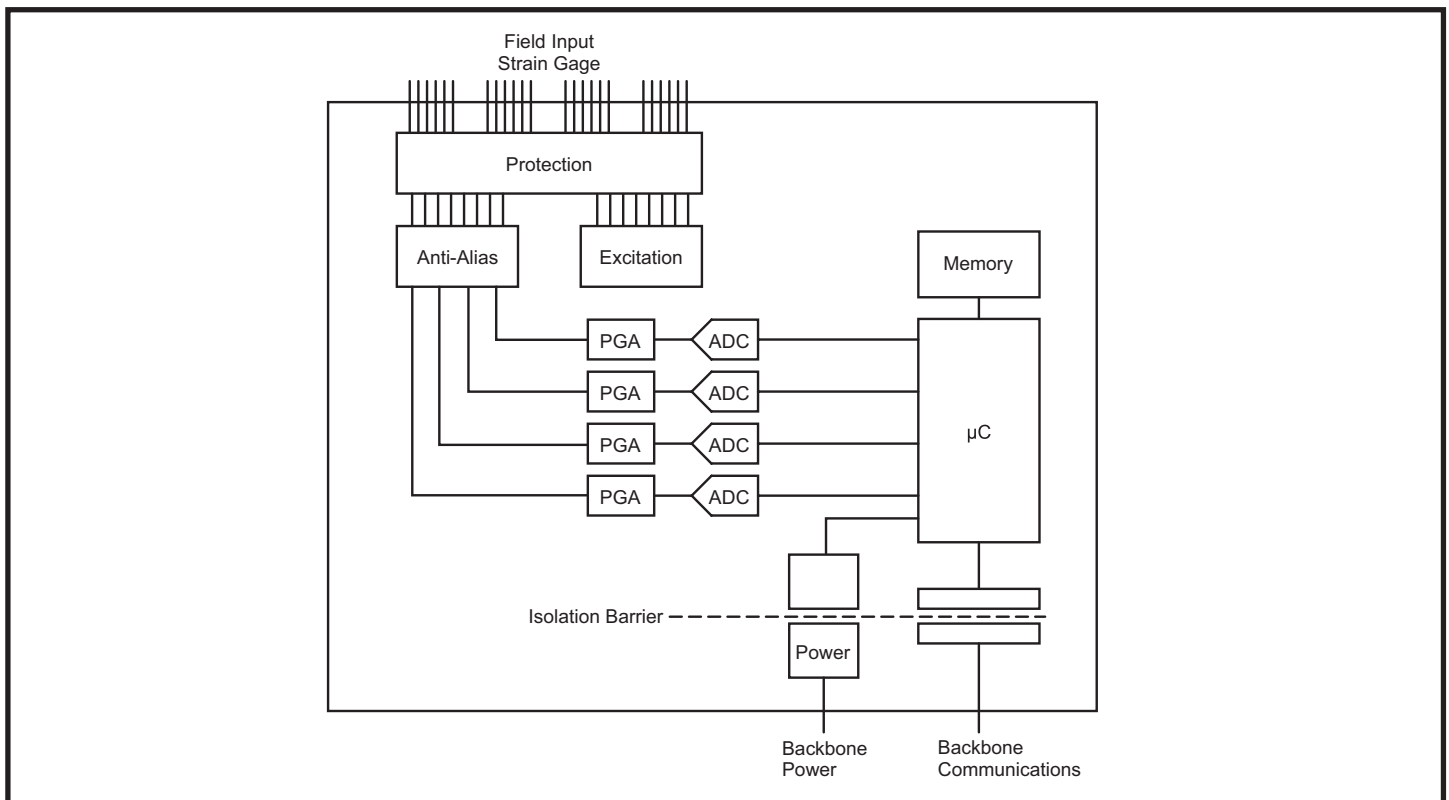 Field Input
Strain Gage
Protection
Anti-Alias
Excitation
Memory
PGA
ADC
PGA
ADC
µC
PGA
ADC
PGA
ADC
Isolation Barrier
Power
Backbone
Power
Backbone
Communications